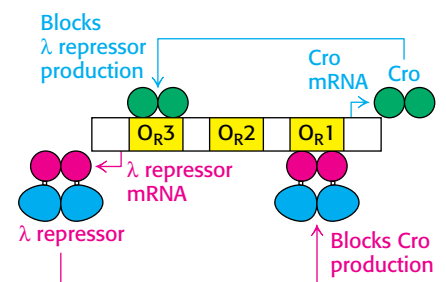 Blocks
λ repressor
production
Cro
mRNA
Cro
OR3
OR2
OR1
λ repressor
mRNA
λ repressor
Blocks Cro
production